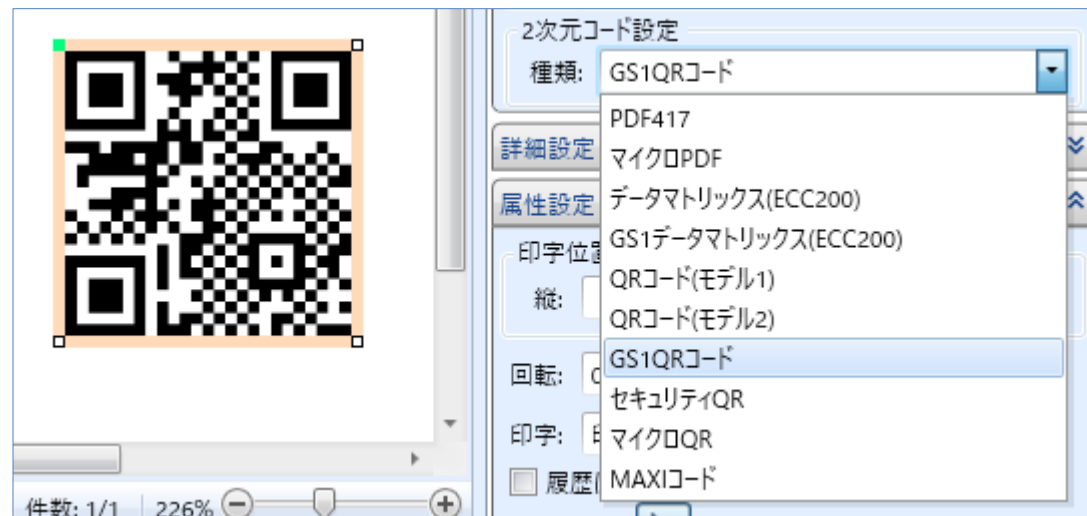 2次元コード設定
種類: GS1QRコード
PDF417
マイクロPDF
データマトリックス(ECC200)
GS1データマトリックス(ECC200)
QRコード(モデル1)
QRコード(モデル2)
GS1QRコード
セキュリティQR
マイクロQR
MAXIコード
詳細設定
属性設定
印字位置
縦:
回転:
印字:
履歴
件数: 1/1 226%